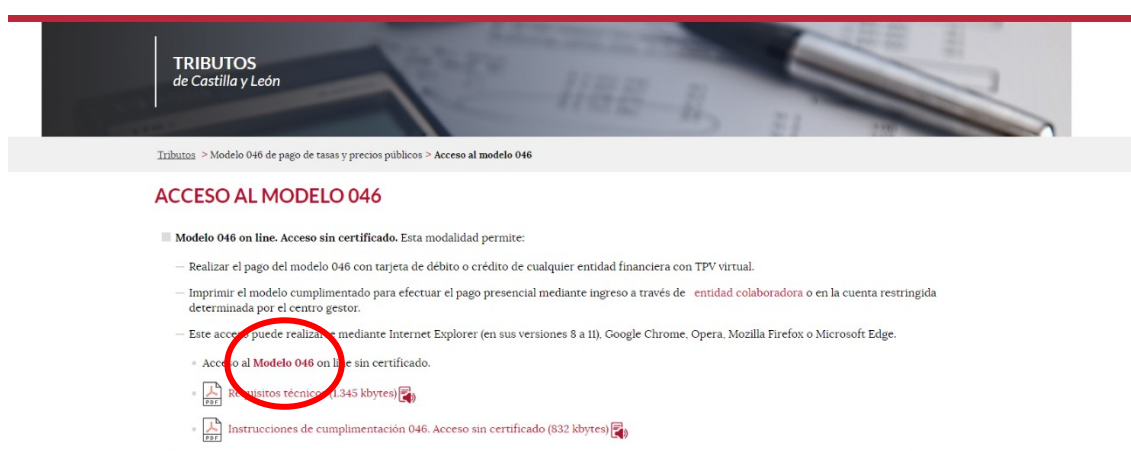 TRIBUTOS
de Castilla y León
Tributos > Modelo 046 de pago de tasas y precios públicos > Acceso al modelo 046
ACCESO AL MODELO 046
Modelo 046 on line. Acceso sin certificado. Esta modalidad permite:
— Realizar el pago del modelo 046 con tarjeta de débito o crédito de cualquier entidad financiera con TPV virtual.
— Imprimir el modelo cumplimentado para efectuar el pago presencial mediante ingreso a través de entidad colaboradora o en la cuenta restringida
determinada por el centro gestor.
— Este acceso puede realizarse mediante Internet Explorer (en sus versiones 8 a 11), Google Chrome, Opera, Mozilla Firefox o Microsoft Edge.
Acceso al Modelo 046 on line sin certificado.
PDF Requisitos técnicos (1.345 kbytes)
PDF Instrucciones de cumplimentación 046. Acceso sin certificado (832 kbytes)